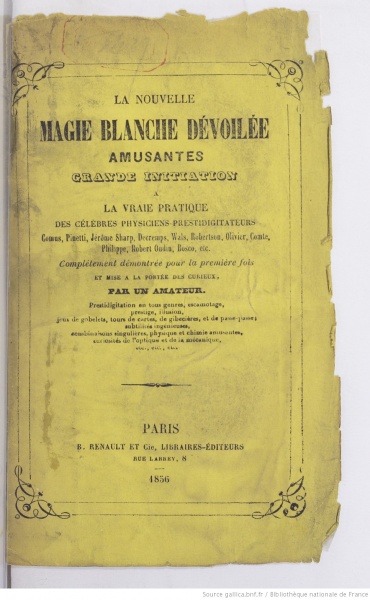 LA NOUVELLE
MAGIE BLANCHE DÉVOILÉE
AMUSANTES
GRANDE INITIATION
A
LA VRAIE PRATIQUE
DES CÉLÈBRES PHYSICIENS-PRESTIDIGITATEURS
Comus, Pinetti, Jérôme Sharp, Decremps, Wals, Robertson, Olivier, Comte,
Philippe, Robert Oudin, Bosco, etc.
Complètement démontrée pour la première fois
ET MISE A LA PORTÉE DES CURIEUX,
PAR UN AMATEUR.
Prestidigitation en tous genres, escamotage,
prestige, illusion,
jeux de gobelets, tours de cartes, de gibecières, et de passe-passe;
subtilités ingénieuses,
combinaisons singulières, physique et chimie amusantes,
curiosités de l'optique et de la mécanique,
etc., etc., etc.
PARIS
B. RENAULT ET Cie, LIBRAIRES-ÉDITEURS
RUE LARREY, 8
1856
Source gallica.bnf.fr / Bibliothèque nationale de France